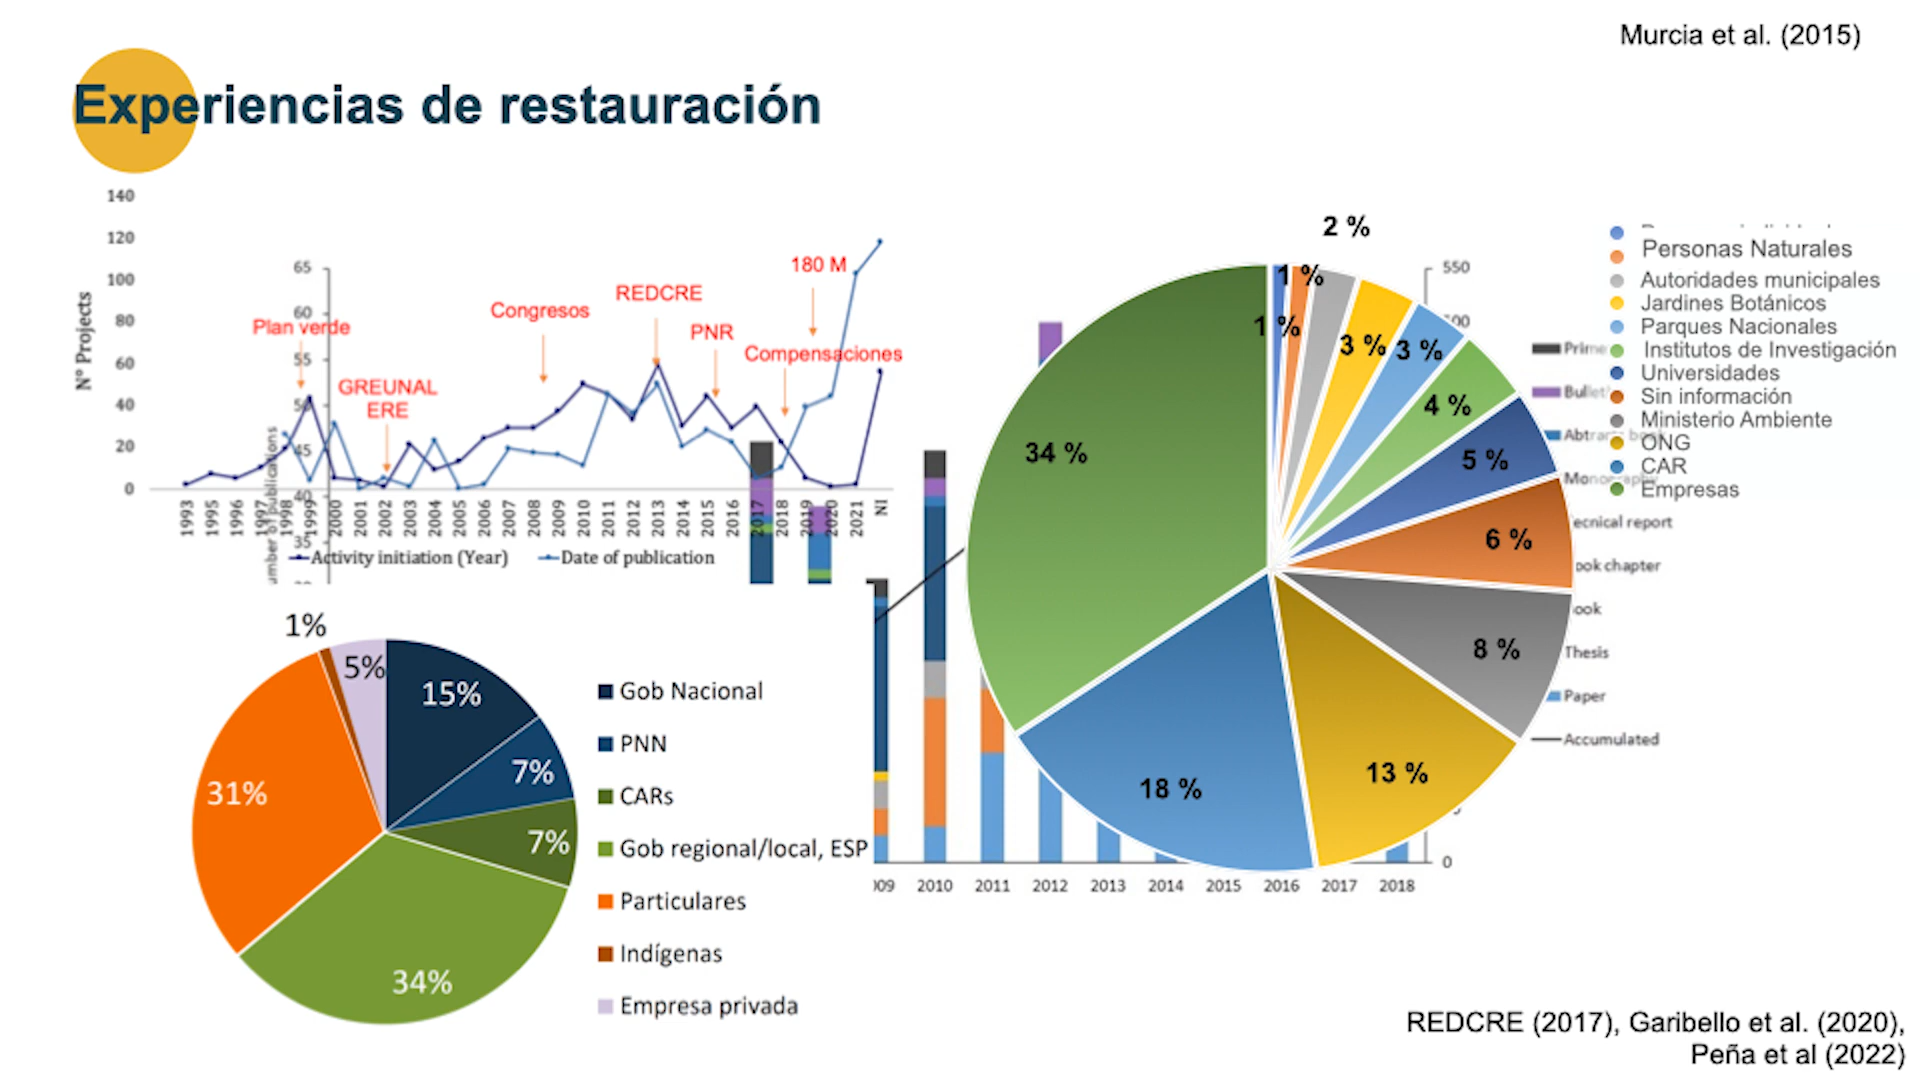 Murcia et al. (2015)
Experiencias de restauración
140
120
100
80
60
40
20
0
N° Projects
65
60
55
50
45
40
35
Plan verde
GREUNAL
ERE
Congresos
REDCRE
PNR
180 M
Compensaciones
1993
1995
1996
1997
1998
1999
2000
2001
2002
2003
2004
2005
2006
2007
2008
2009
2010
2011
2012
2013
2014
2015
2016
2017
2018
2019
2020
2021
NI
Activity initiation (Year)
Date of publication
1%
5%
15%
7%
7%
34%
31%
Gob Nacional
PNN
CARs
Gob regional/local, ESP
Particulares
Indígenas
Empresa privada
2 %
1 %
1 %
3 %
3 %
4 %
5 %
6 %
8 %
13 %
18 %
34 %
550
0
Personas Naturales
Autoridades municipales
Jardines Botánicos
Parques Nacionales
Institutos de Investigación
Universidades
Sin información
Ministerio Ambiente
ONG
CAR
Empresas
report
chapter
Thesis
Paper
Accumulated
2010
2011
2012
2013
2014
2015
2016
2017
2018
REDCRE (2017), Garibello et al. (2020),
Peña et al (2022)